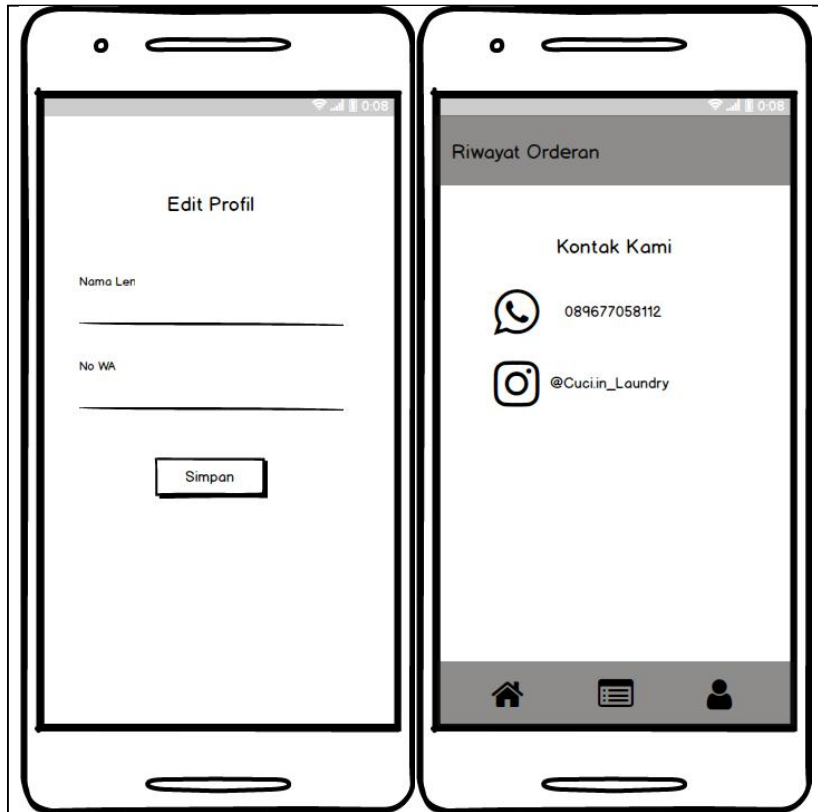 0:08
Edit Profil
Nama Len
No WA
Simpan
0:08
Riwayat Orderan
Kontak Kami
089677058112
@Cuci.in_Laundry